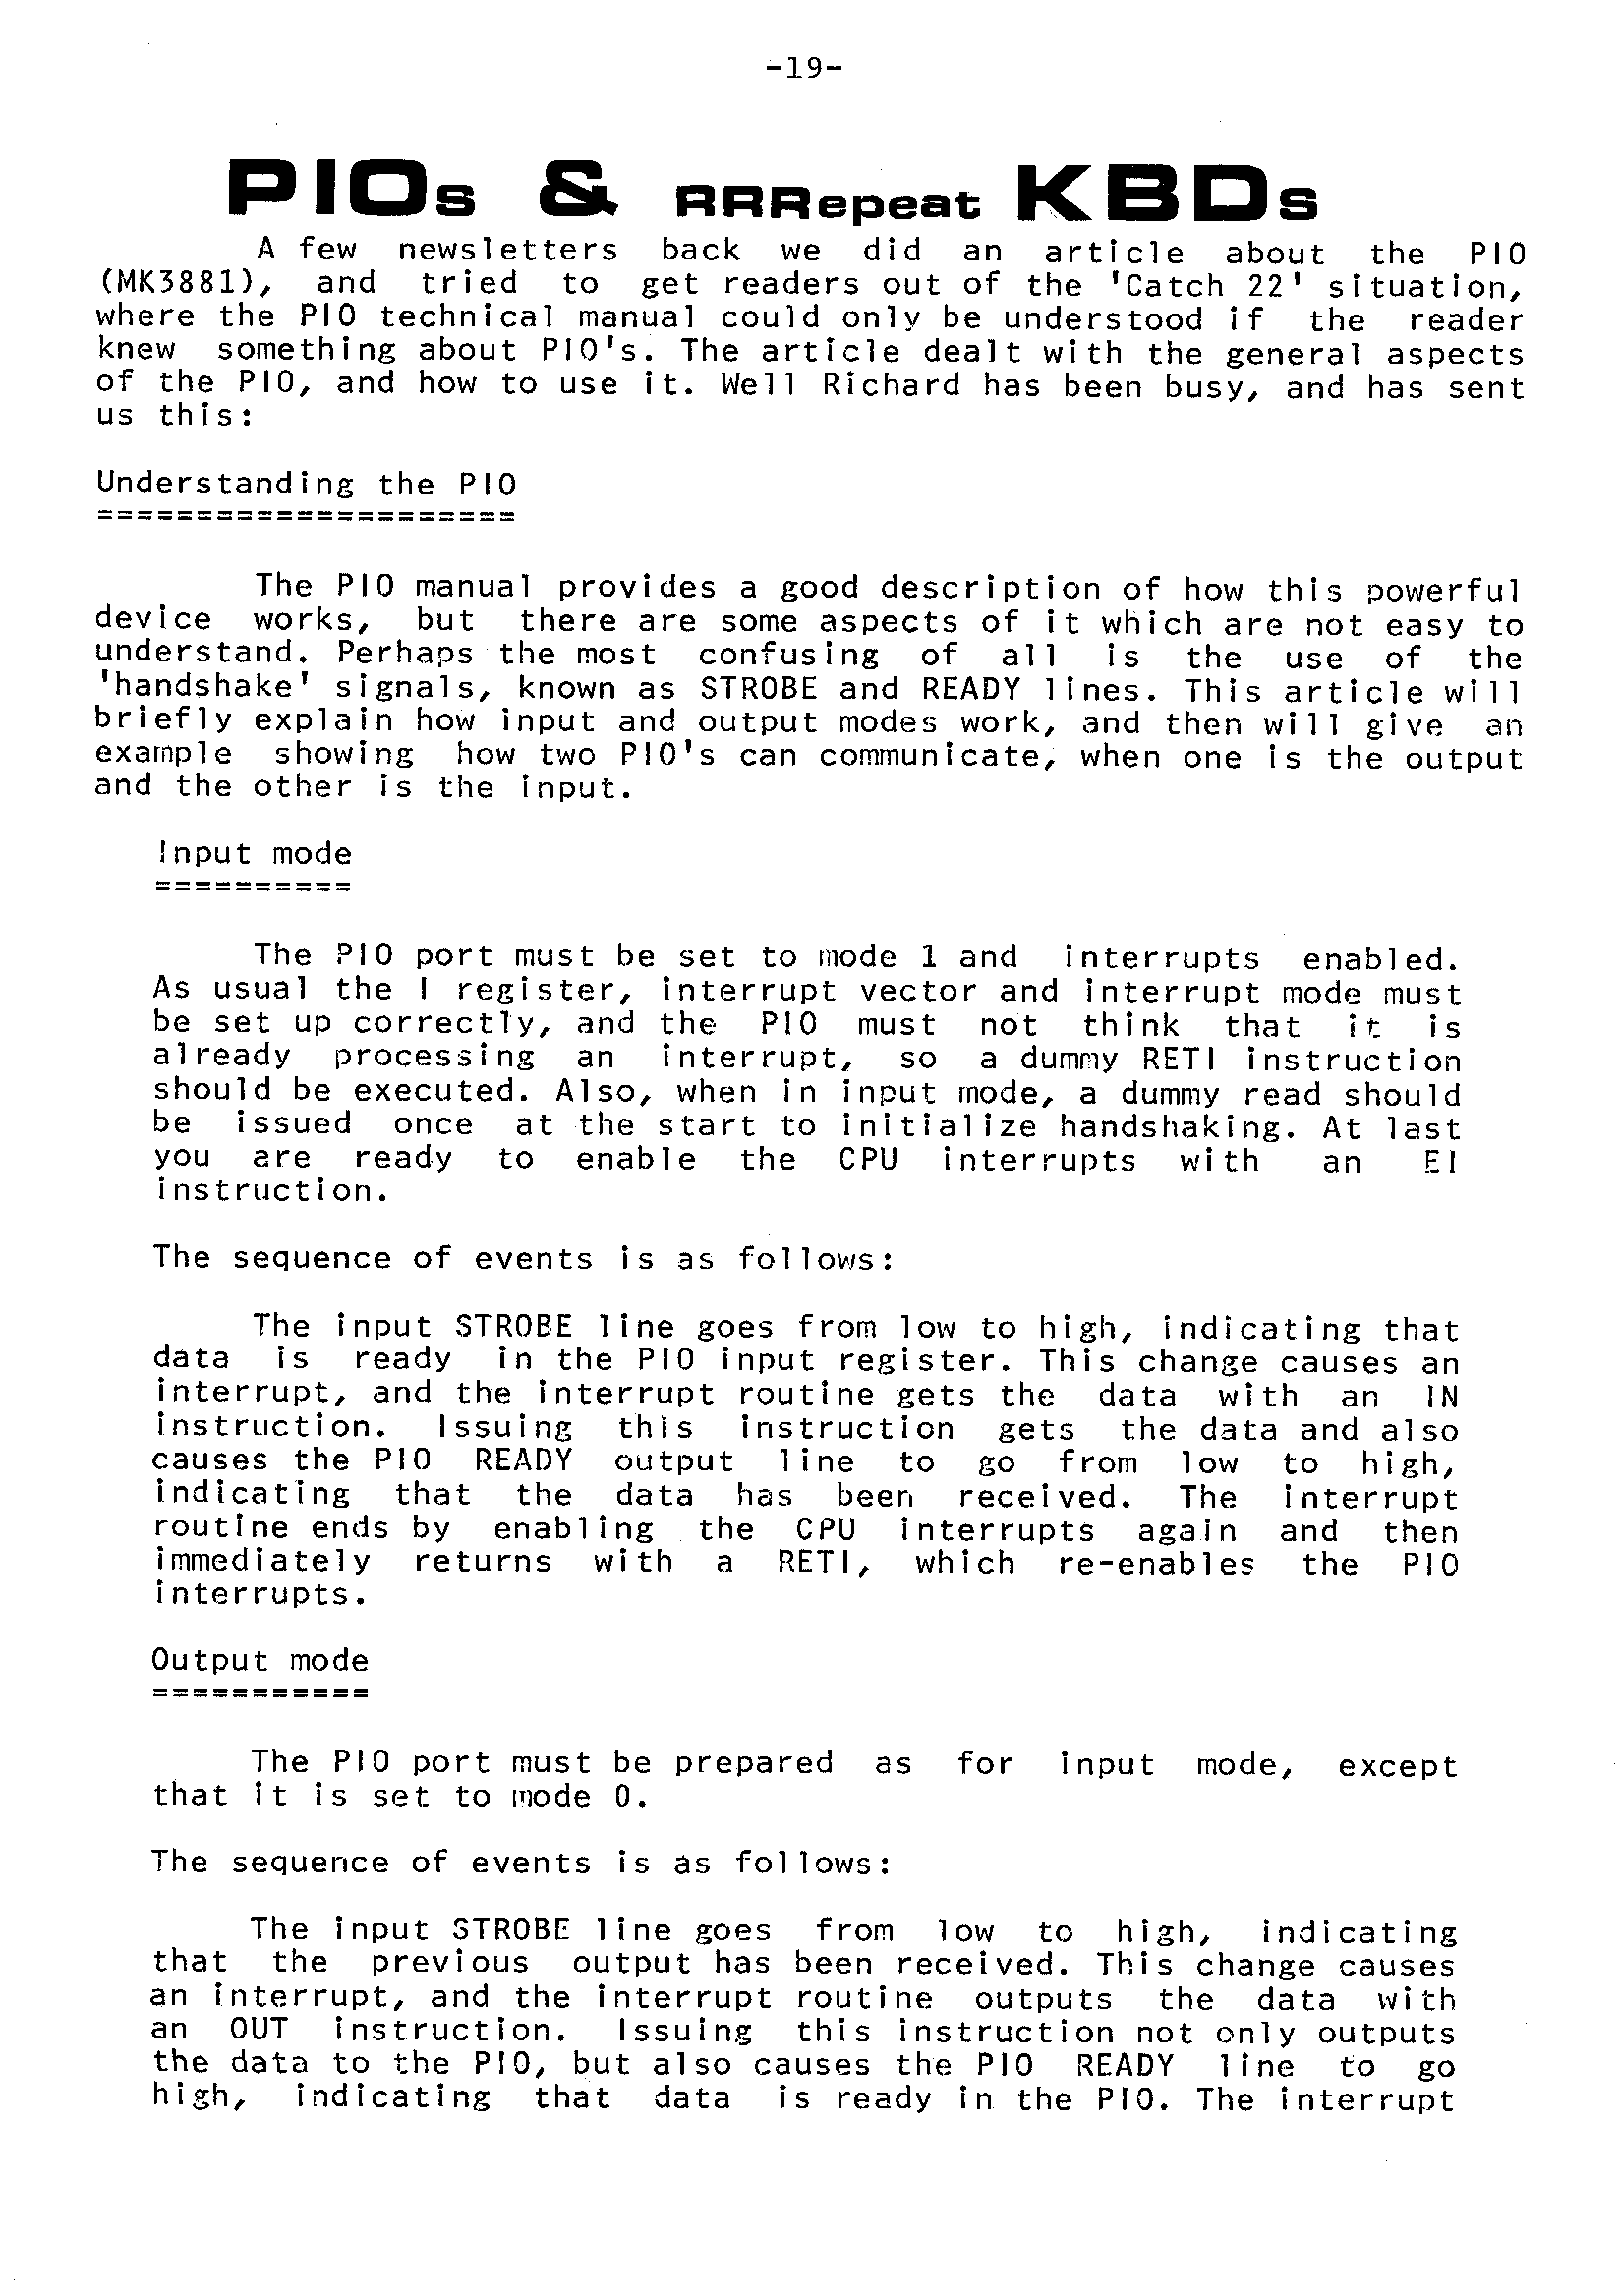 -19-
PIOs & RRRepeat KBDs
A few newsletters back we did an article about the PIO
(MK3881), and tried to get readers out of the 'Catch 22' situation,
where the PIO technical manual could only be understood if the reader
knew something about PIO's. The article dealt with the general aspects
of the PIO, and how to use it. Well Richard has been busy, and has sent
us this:
Understanding the PIO
=====================
The PIO manual provides a good description of how this powerful
device works, but there are some aspects of it which are not easy to
understand. Perhaps the most confusing of all is the use of the
'handshake' signals, known as STROBE and READY lines. This article will
briefly explain how input and output modes work, and then will give an
example showing how two PIO's can communicate, when one is the output
and the other is the input.
Input mode
==========
The PIO port must be set to mode 1 and interrupts enabled.
As usual the I register, interrupt vector and interrupt mode must
be set up correctly, and the PIO must not think that it is
already processing an interrupt, so a dummy RETI instruction
should be executed. Also, when in input mode, a dummy read should
be issued once at the start to initialize handshaking. At last
you are ready to enable the CPU interrupts with an EI
instruction.
The sequence of events is as follows:
The input STROBE line goes from low to high, indicating that
data is ready in the PIO input register. This change causes an
interrupt, and the interrupt routine gets the data with an IN
instruction. Issuing this instruction gets the data and also
causes the PIO READY output line to go from low to high,
indicating that the data has been received. The interrupt
routine ends by enabling the CPU interrupts again and then
immediately returns with a RETI, which re-enables the PIO
interrupts.
Output mode
===========
The PIO port must be prepared as for input mode, except
that it is set to mode 0.
The sequence of events is as follows:
The input STROBE line goes from low to high, indicating
that the previous output has been received. This change causes
an interrupt, and the interrupt routine outputs the data with
an OUT instruction. Issuing this instruction not only outputs
the data to the PIO, but also causes the PIO READY line to go
high, indicating that data is ready in the PIO. The interrupt